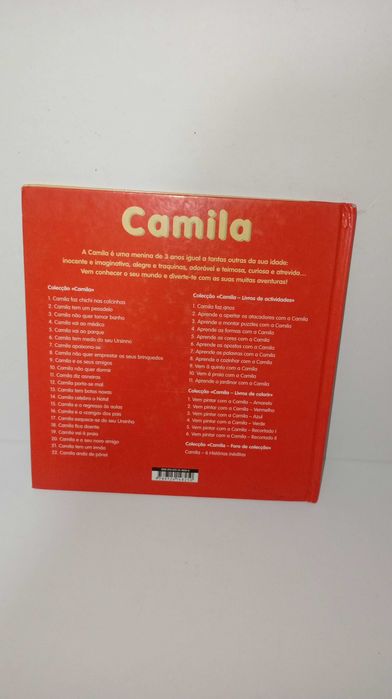 Camila
A Camila é uma menina de 3 anos igual a tantas outras da sua idade:
inocente e imaginativa, alegre e traquinas, adorável e teimosa, curiosa e atrevida...
Vem conhecer o seu mundo e diverte-te com as suas muitas aventuras!
Colecção «Camila»
1. Camila faz chichi nas calcinhas
2. Camila tem um pesadelo
3. Camila não quer tomar banho
4. Camila vai ao médico
5. Camila vai ao parque
6. Camila tem medo do seu Ursinho
7. Camila apaixona-se
8. Camila não quer emprestar os seus brinquedos
9. Camila e os seus amigos
10. Camila não quer dormir
11. Camila diz asneiras
12. Camila porta-se mal
13. Camila tem botas novas
14. Camila celebra o Natal
15. Camila e o regresso às aulas
16. Camila e a zangas dos pais
17. Camila esquece-se do seu Ursinho
18. Camila fica doente
19. Camila vai à praia
20. Camila e o seu novo amigo
21. Camila tem um irmão
22. Camila anda de pónei
Colecção «Camila – Livros de actividades»
1. Camila faz anos
2. Aprende a apertar os atacadores com a Camila
3. Aprende a montar puzzles com a Camila
4. Aprende as formas com a Camila
5. Aprende as cores com a Camila
6. Aprende os opostos com a Camila
7. Aprende as palavras com a Camila
8. Aprende a cozinhar com a Camila
9. Vem à quinta com a Camila
10. Vem à praia com a Camila
11. Aprende a jardinar com a Camila
Colecção «Camila – Livros de colorir»
1. Vem pintar com a Camila – Amarelo
2. Vem pintar com a Camila – Vermelho
3. Vem pintar com a Camila – Azul
4. Vem pintar com a Camila – Verde
5. Vem pintar com a Camila – Recortado I
6. Vem pintar com a Camila – Recortado II
Colecção «Camila – Fora de colecção»
Camila – 6 Histórias Inéditas